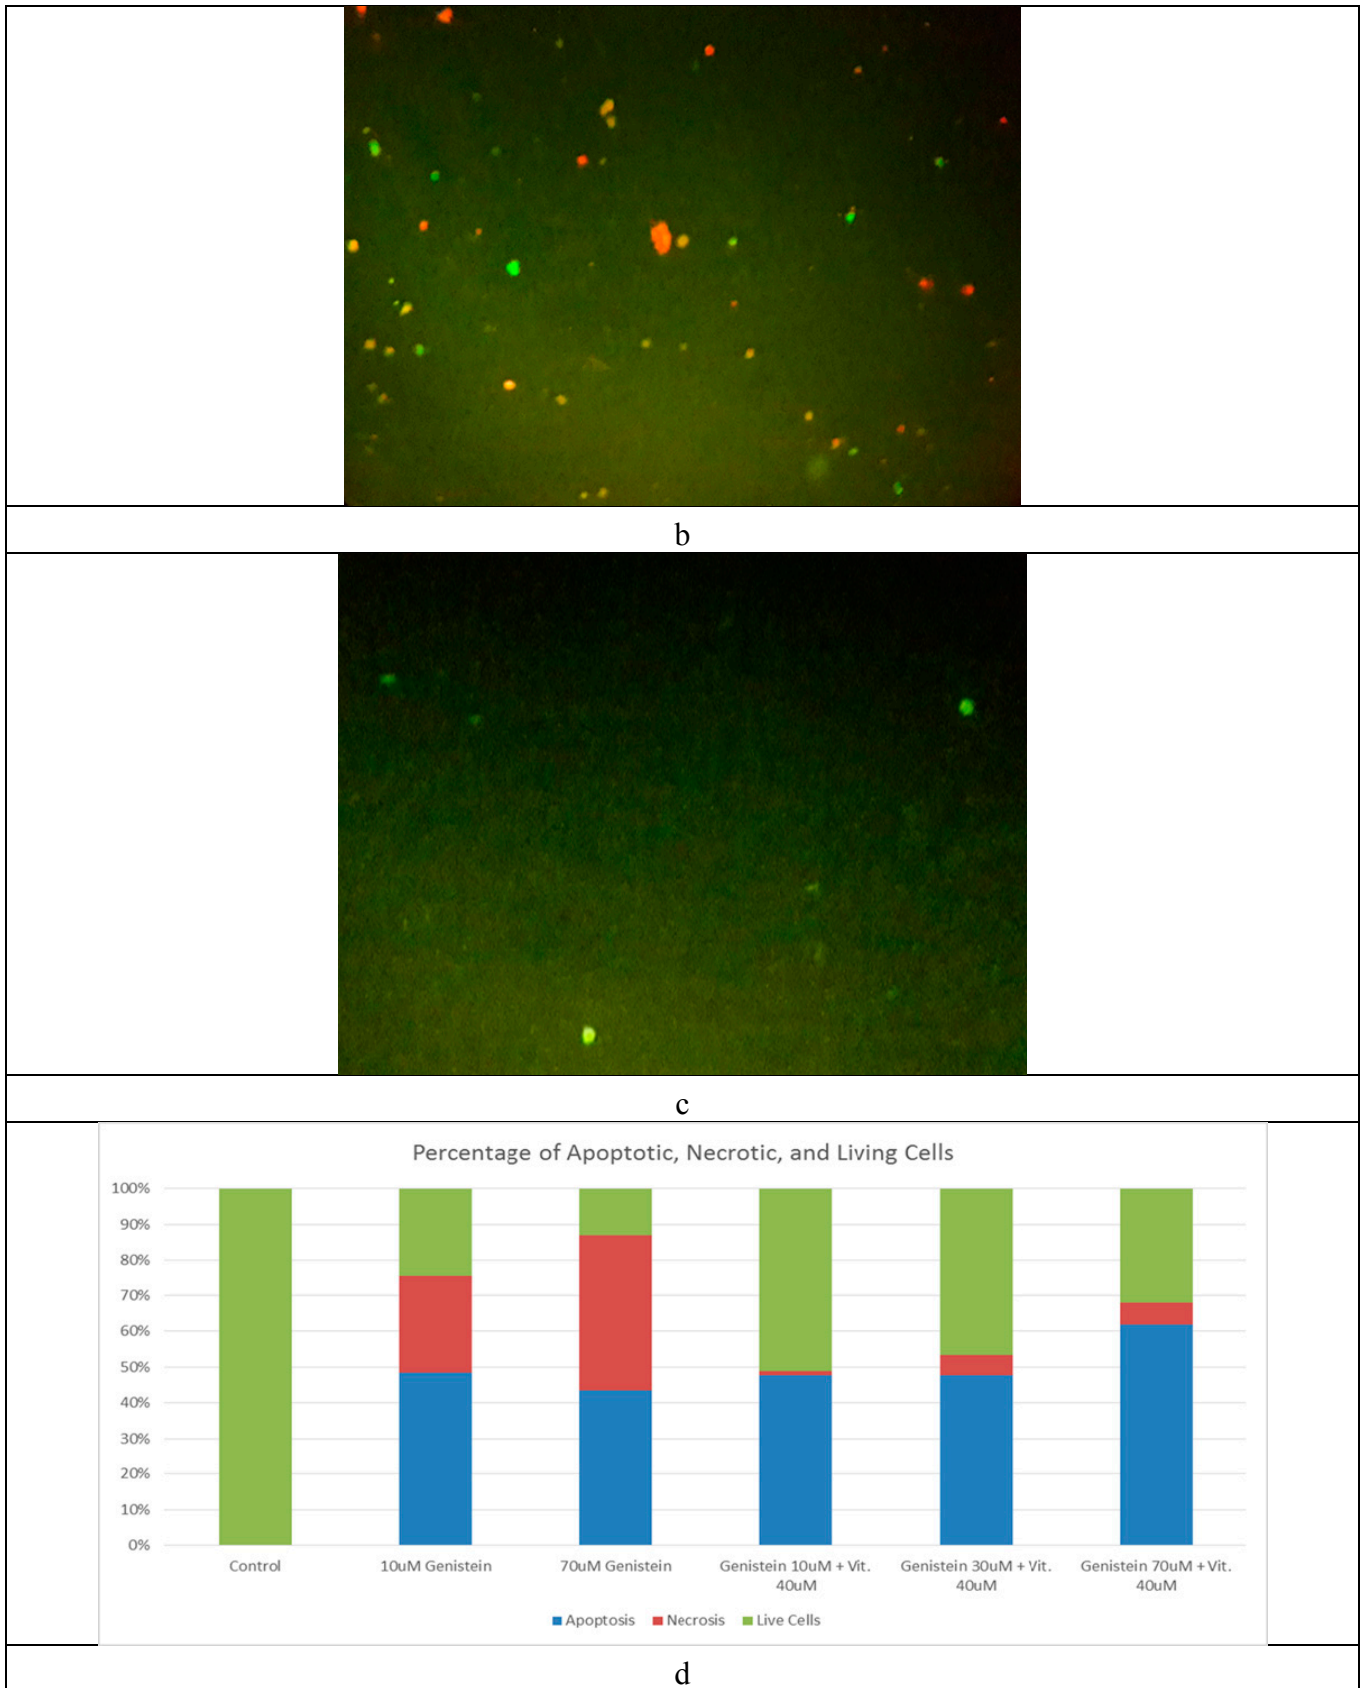 b
c
Percentage of Apoptotic, Necrotic, and Living Cells
100%
90%
80%
70%
60%
50%
40%
30%
20%
10%
0%
Control
10uM Genistein
70uM Genistein
Genistein 10uM + Vit.
40uM
Genistein 30uM + Vit.
40uM
Genistein 70uM + Vit.
40uM
Apoptosis
Necrosis
Live Cells
d